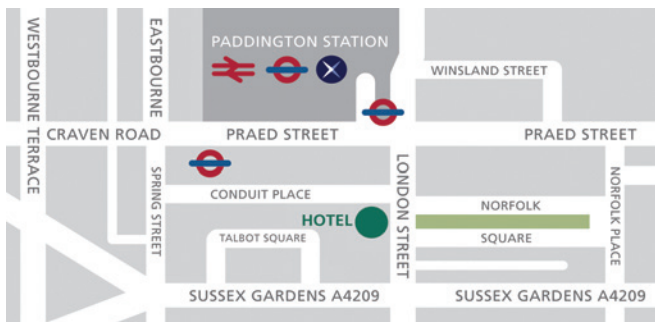 WESTBOURNE TERRACE
EASTBOURNE
PADDINGTON STATION
WINSLAND STREET
CRAVEN ROAD
PRAED STREET
PRAED STREET
SPRING STREET
CONDUIT PLACE
LONDON STREET
NORFOLK
NORFOLK PLACE
HOTEL
TALBOT SQUARE
SQUARE
SUSSEX GARDENS A4209
SUSSEX GARDENS A4209